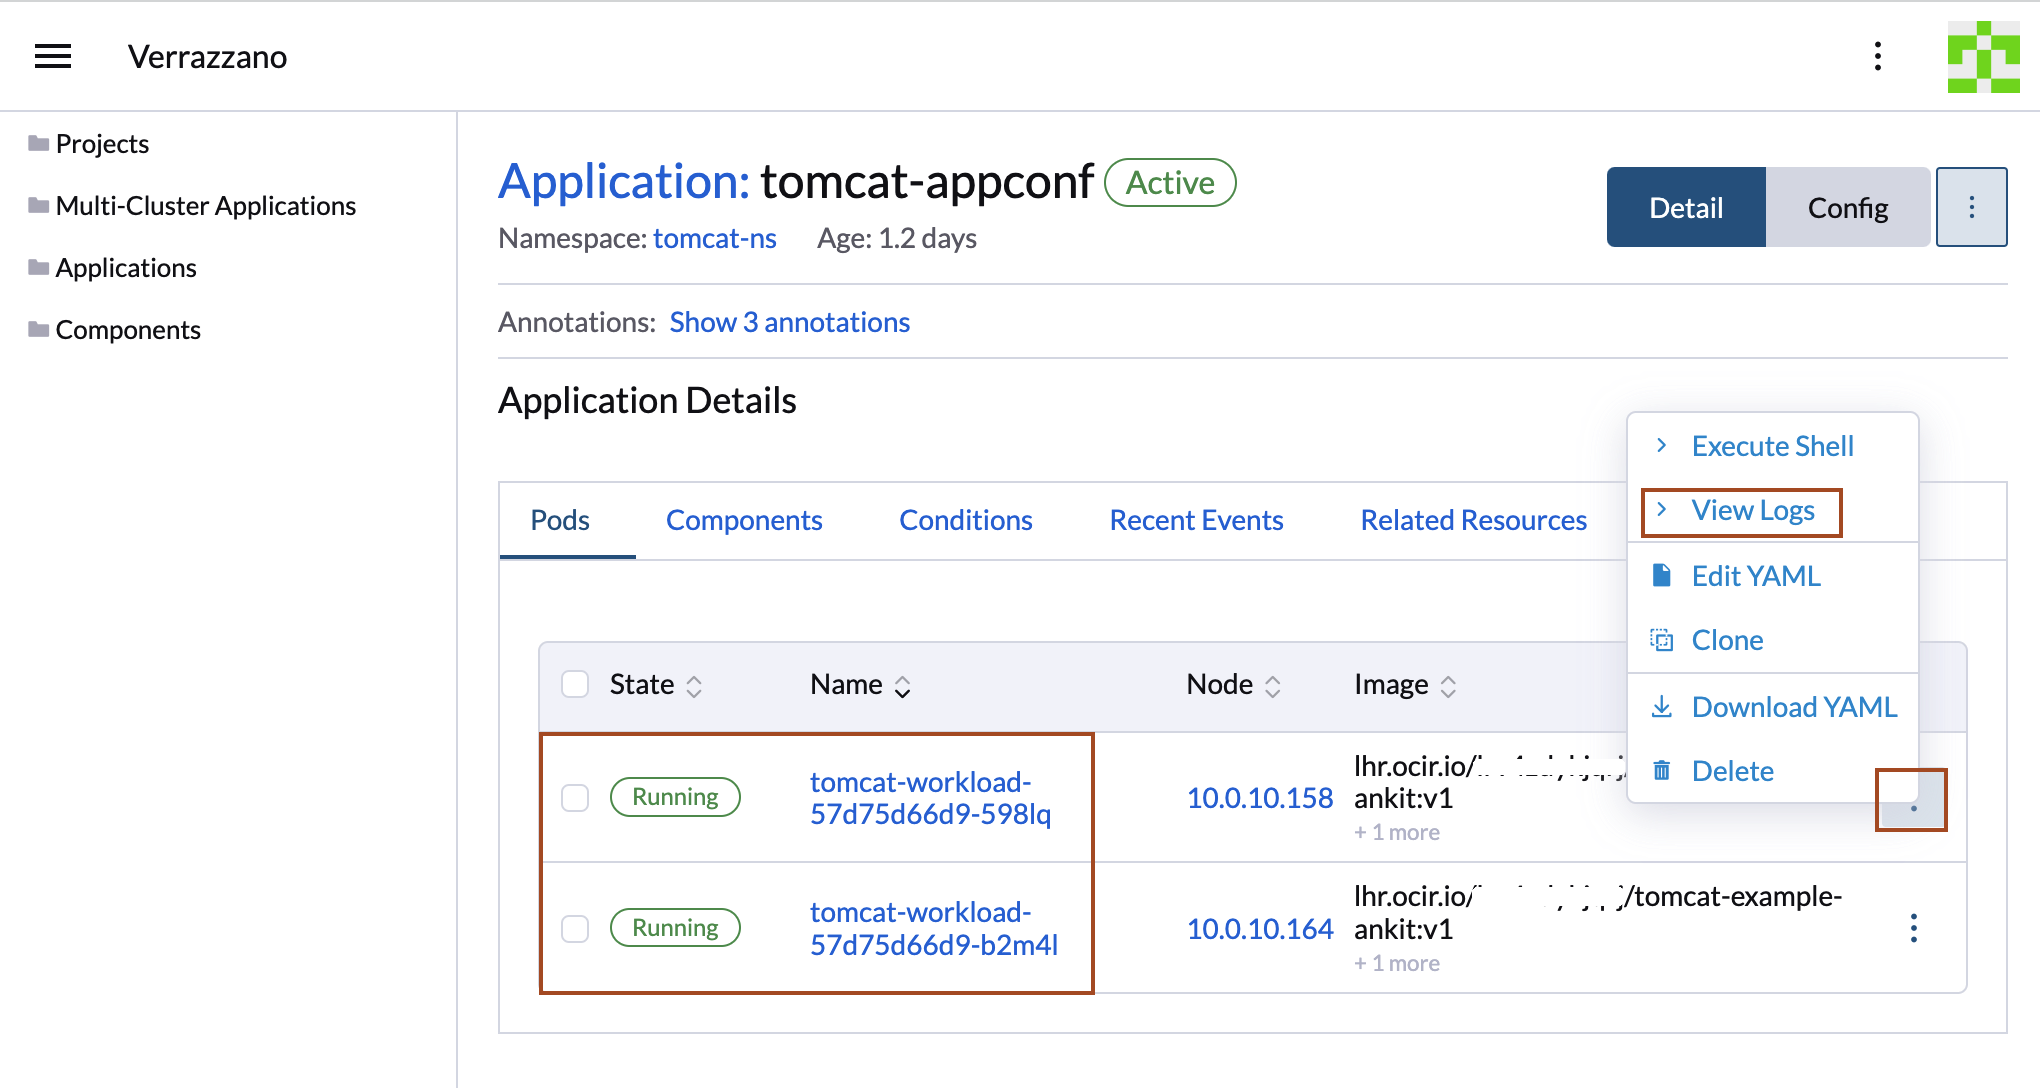 Verrazzano
Projects
Multi-Cluster Applications
Applications
Components
Application: tomcat-appconf Active
Namespace: tomcat-ns Age: 1.2 days
Detail Config
Annotations: Show 3 annotations
Application Details
Pods Components Conditions Recent Events Related Resources
Execute Shell
View Logs
Edit YAML
Clone
Download YAML
Delete
State Name Node Image
Running
tomcat-workload-
57d75d66d9-598lq
10.0.10.158
lhr.ocir.io/
ankit:v1
+ 1 more
Running
tomcat-workload-
57d75d66d9-b2m4l
10.0.10.164
lhr.ocir.io/ /tomcat-example-
ankit:v1
+ 1 more